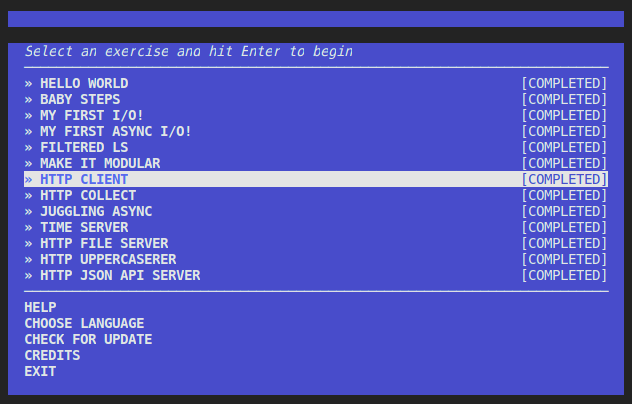 Select an exercise and hit Enter to begin
» HELLO WORLD [COMPLETED]
» BABY STEPS [COMPLETED]
» MY FIRST I/O! [COMPLETED]
» MY FIRST ASYNC I/O! [COMPLETED]
» FILTERED LS [COMPLETED]
» MAKE IT MODULAR [COMPLETED]
» HTTP CLIENT [COMPLETED]
» HTTP COLLECT [COMPLETED]
» JUGGLING ASYNC [COMPLETED]
» TIME SERVER [COMPLETED]
» HTTP FILE SERVER [COMPLETED]
» HTTP UPPERCASERER [COMPLETED]
» HTTP JSON API SERVER [COMPLETED]
HELP
CHOOSE LANGUAGE
CHECK FOR UPDATE
CREDITS
EXIT